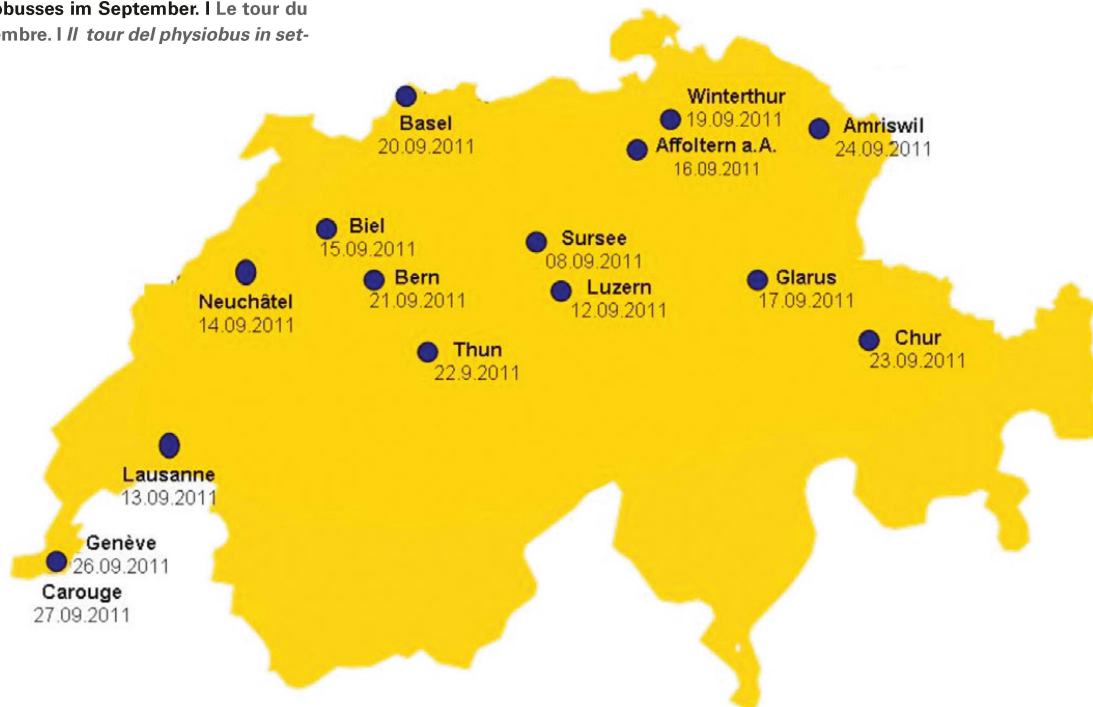 obusses im September. I Le tour du
embre. I Il tour del physiobus in set-
Winterthur
19.09.2011
Basel
20.09.2011
Amriswil
24.09.2011
Affoltern a.A.
16.09.2011
Biel
15.09.2011
Sursee
08.09.2011
Bern
21.09.2011
Luzern
12.09.2011
Glarus
17.09.2011
Neuchâtel
14.09.2011
Chur
23.09.2011
Thun
22.9.2011
Lausanne
13.09.2011
Genève
26.09.2011
Carouge
27.09.2011